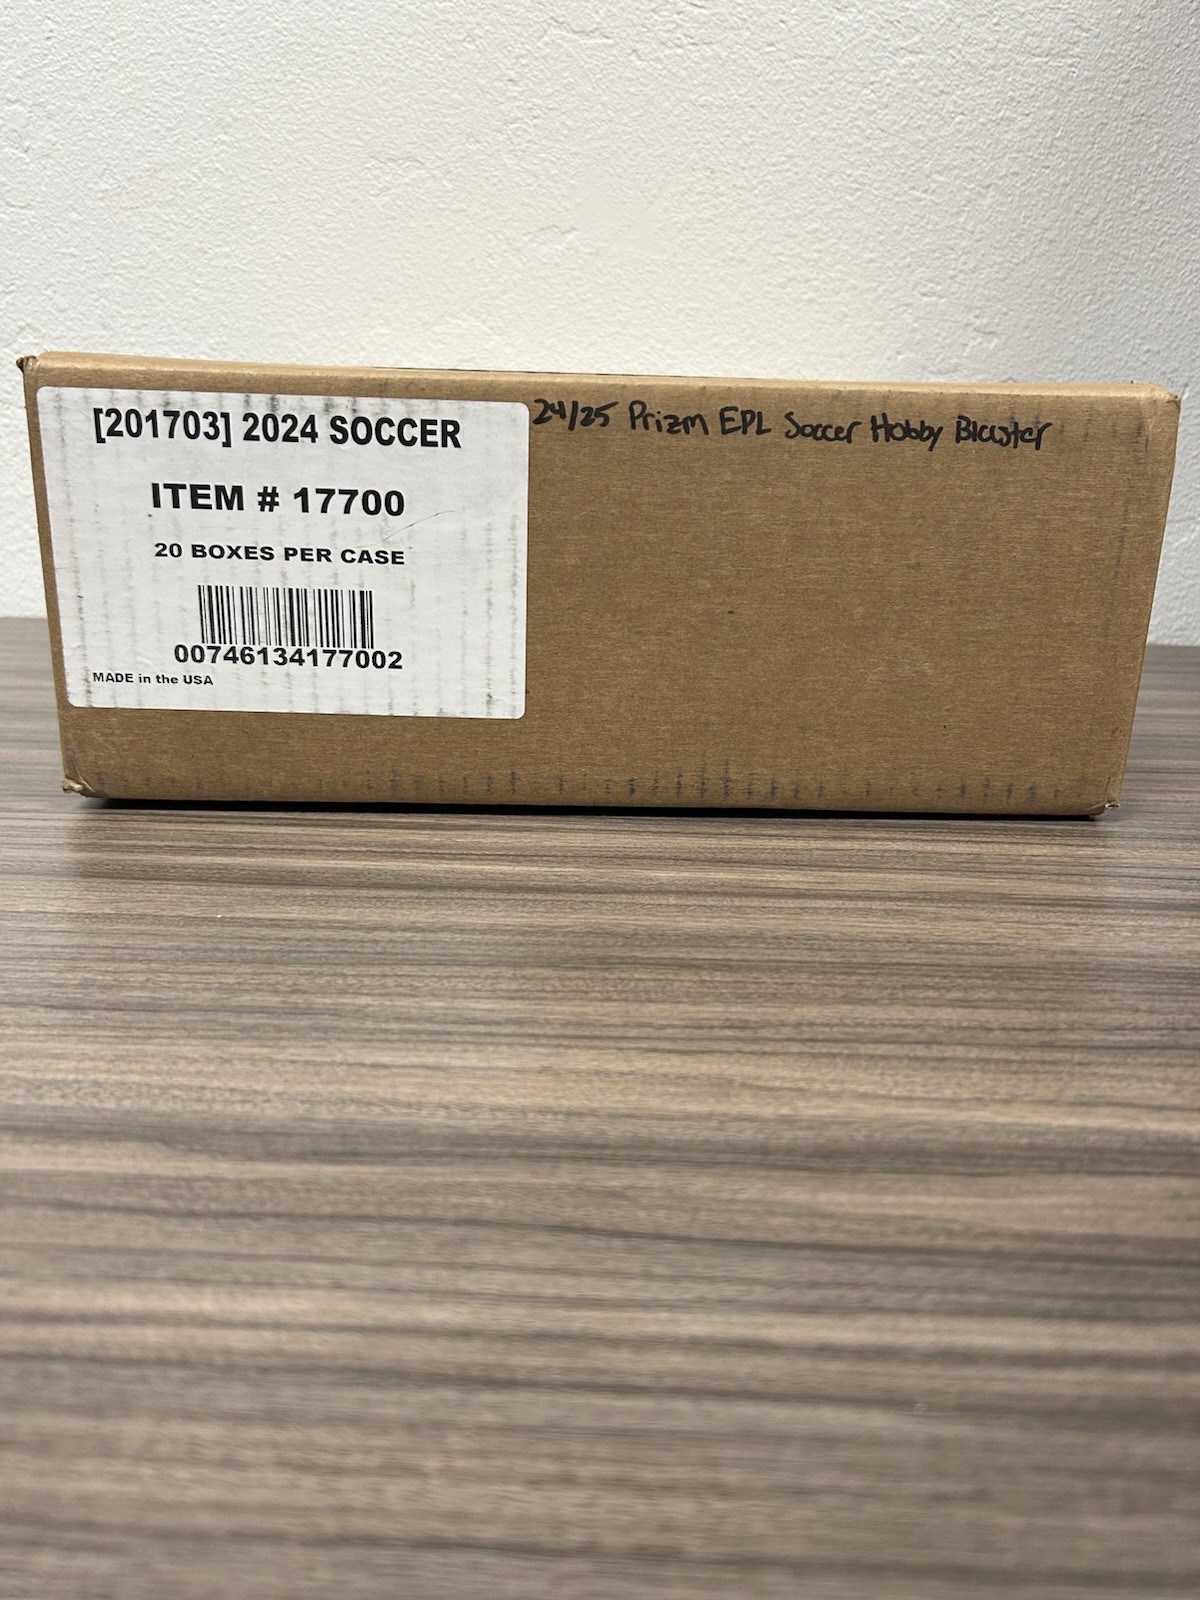 [201703] 2024 SOCCER
ITEM # 17700
20 BOXES PER CASE
00746134177002
MADE in the USA
24/25 Prizm EPL Soccer Hobby Blaster